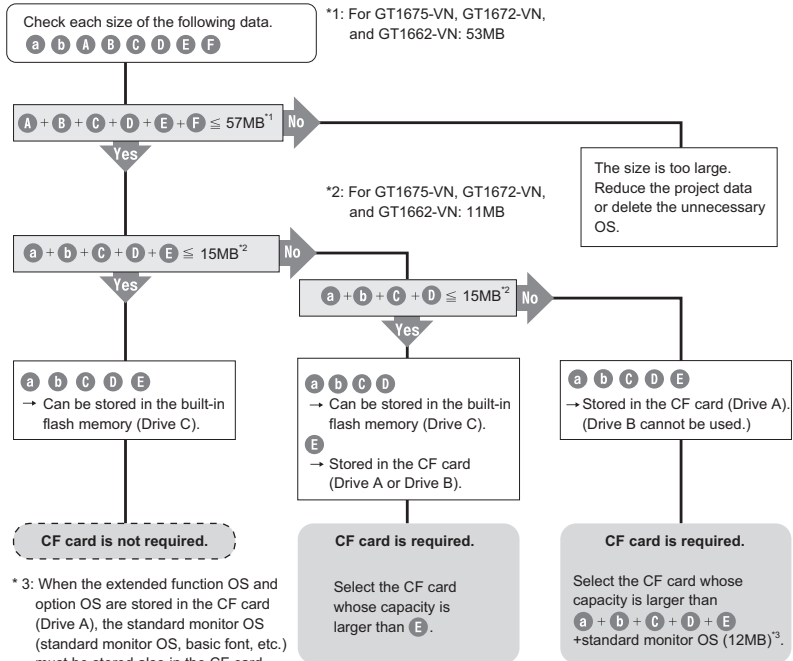 Check each size of the following data.
a b A B C D E F
*1: For GT1675-VN, GT1672-VN,
and GT1662-VN: 53MB
A + B + C + D + E + F ≦ 57MB*1
No
Yes
The size is too large.
Reduce the project data
or delete the unnecessary
OS.
*2: For GT1675-VN, GT1672-VN,
and GT1662-VN: 11MB
a + b + C + D + E ≦ 15MB*2
No
Yes
a + b + C + D ≦ 15MB*2
No
Yes
a b C D E
→ Can be stored in the built-in
flash memory (Drive C).
a b C D
→ Can be stored in the built-in
flash memory (Drive C).
E
→ Stored in the CF card
(Drive A or Drive B).
a b C D E
→Stored in the CF card (Drive A).
(Drive B cannot be used.)
CF card is not required.
CF card is required.
Select the CF card
whose capacity is
larger than E.
CF card is required.
Select the CF card whose
capacity is larger than
a + b + C + D + E
+standard monitor OS (12MB)*3.
* 3: When the extended function OS and
option OS are stored in the CF card
(Drive A), the standard monitor OS
(standard monitor OS, basic font, etc.)
must be stored also in the CF card